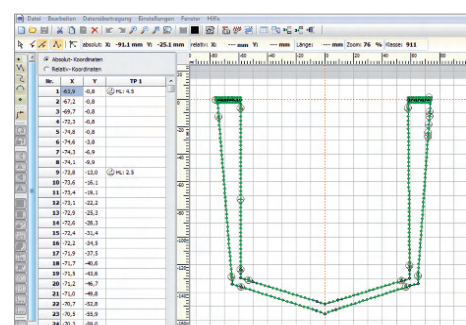 Datei Bearbeiten Datenübertragung Einstellungen Fenster Hilfe
absolut: X: -91.1 mm Y: -25.1 mm relativ: X: --- mm Y: --- mm Länge: --- mm Zoom: 76 % Klasse: 911
Absolut- Koordinaten
Relativ- Koordinaten
Nr. X Y TP 1
1 -63,9 -0,8 HL: 4.5
2 -67,2 -0,8
3 -69,7 -0,8
4 -72,3 -0,8
5 -74,8 -0,8
6 -74,6 -3,8
7 -74,3 -6,9
8 -74,1 -9,9
9 -73,8 -13,0 HL: 2.5
10 -73,6 -16,1
11 -73,4 -19,1
12 -73,1 -22,2
13 -72,9 -25,3
14 -72,6 -28,3
15 -72,4 -31,4
16 -72,2 -34,5
17 -71,9 -37,5
18 -71,7 -40,6
19 -71,5 -43,6
20 -71,2 -46,7
21 -71,0 -49,8
22 -70,7 -52,8
23 -70,5 -55,9